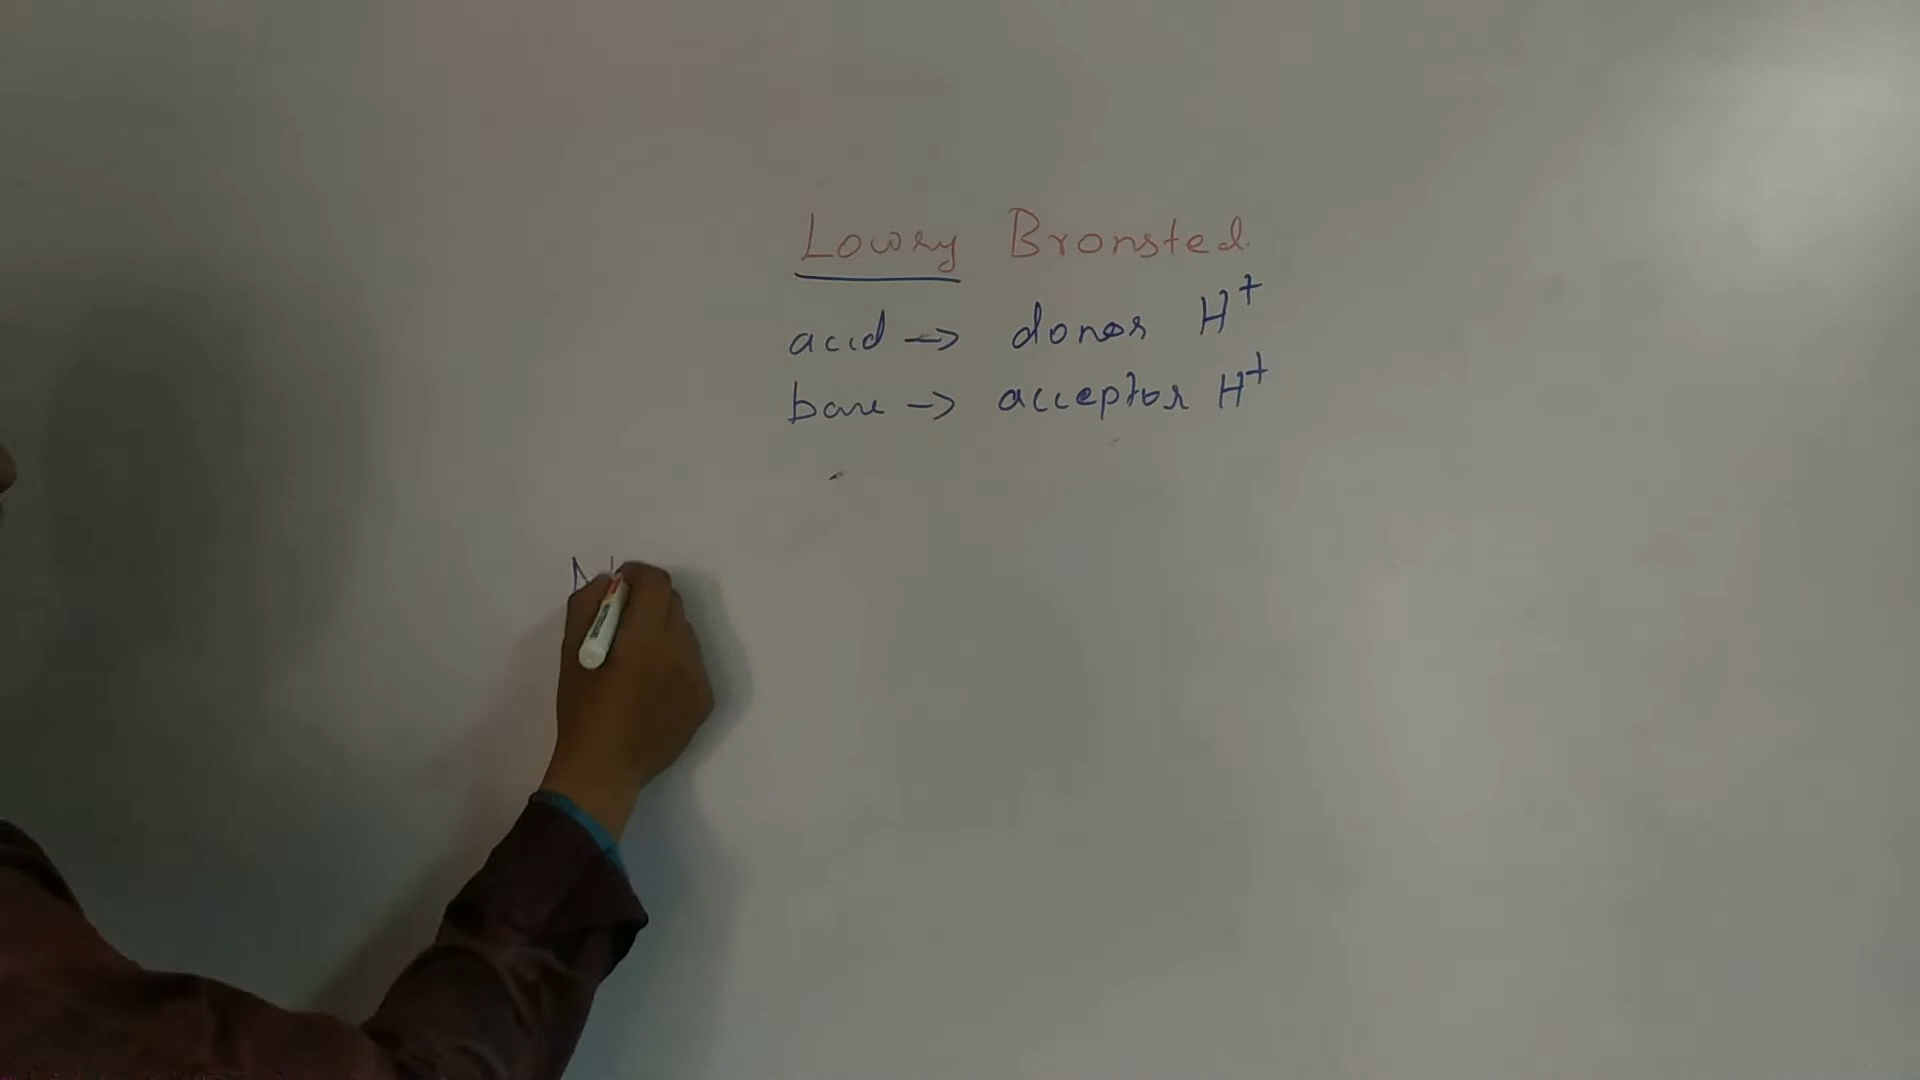 Lowry Bronsted.
acid → donor H⁺
base → acceptor H⁺
N